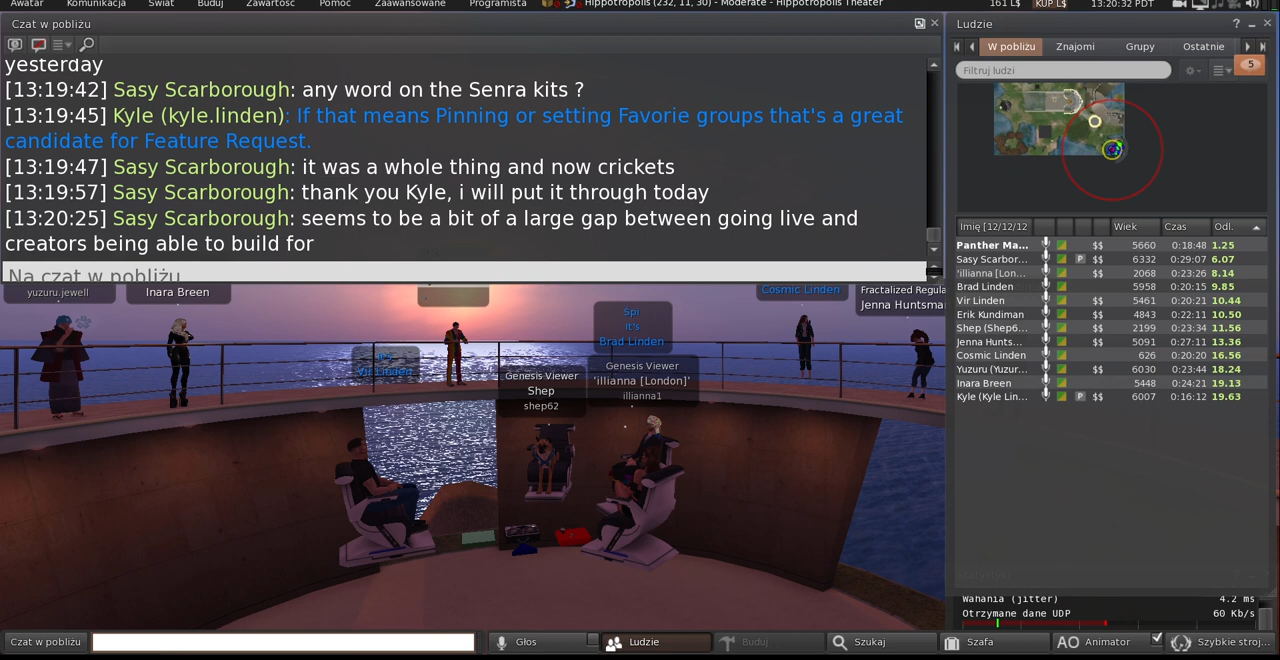 Awatar Komunikacja Świat Buduj Zawartość Pomoc Zaawansowane Programista Hippotropolis (232, 11, 30) - Moderate - Hippotropolis Theater 161 L$ KUP L$ 13:20:32 PDT
Czat w pobliżu
yesterday
[13:19:42] Sasy Scarborough: any word on the Senra kits ?
[13:19:45] Kyle (kyle.linden): If that means Pinning or setting Favorie groups that's a great
candidate for Feature Request.
[13:19:47] Sasy Scarborough: it was a whole thing and now crickets
[13:19:57] Sasy Scarborough: thank you Kyle, i will put it through today
[13:20:25] Sasy Scarborough: seems to be a bit of a large gap between going live and
creators being able to build for
Na czat w pobliżu
yuzuru.jewell
Inara Breen
Cosmic Linden
Fractalized Regula
Jenna Huntsma
Spi
It's
Brad Linden
Vir Linden
Genesis Viewer
Shep
shep62
Genesis Viewer
'illianna [London]'
illianna1
Ludzie
W pobliżu Znajomi Grupy Ostatnie
Filtruj ludzi
5
Imię [12/12/12 Wiek Czas Odl.
Panther Ma... $$ 5660 0:18:48 1.25
Sasy Scarbor... P $$ 6332 0:29:07 6.07
'illianna [Lon... $$ 2068 0:23:26 8.14
Brad Linden 5958 0:20:15 9.85
Vir Linden $$ 5461 0:20:21 10.44
Erik Kundiman $$ 4843 0:22:11 10.50
Shep (Shep6... $$ 2199 0:23:34 11.56
Jenna Hunts... $$ 5091 0:27:11 13.36
Cosmic Linden 626 0:20:20 16.56
Yuzuru (Yuzur... $$ 6030 0:23:44 18.24
Inara Breen 5448 0:24:21 19.13
Kyle (Kyle Lin... P $$ 6007 0:16:12 19.63
Statystyki
Wahania (jitter) 4.2 ms
Otrzymane dane UDP 60 Kb/s
Czat w pobliżu Głos Ludzie Buduj Szukaj Szafa AO Animator Szybkie stroj...